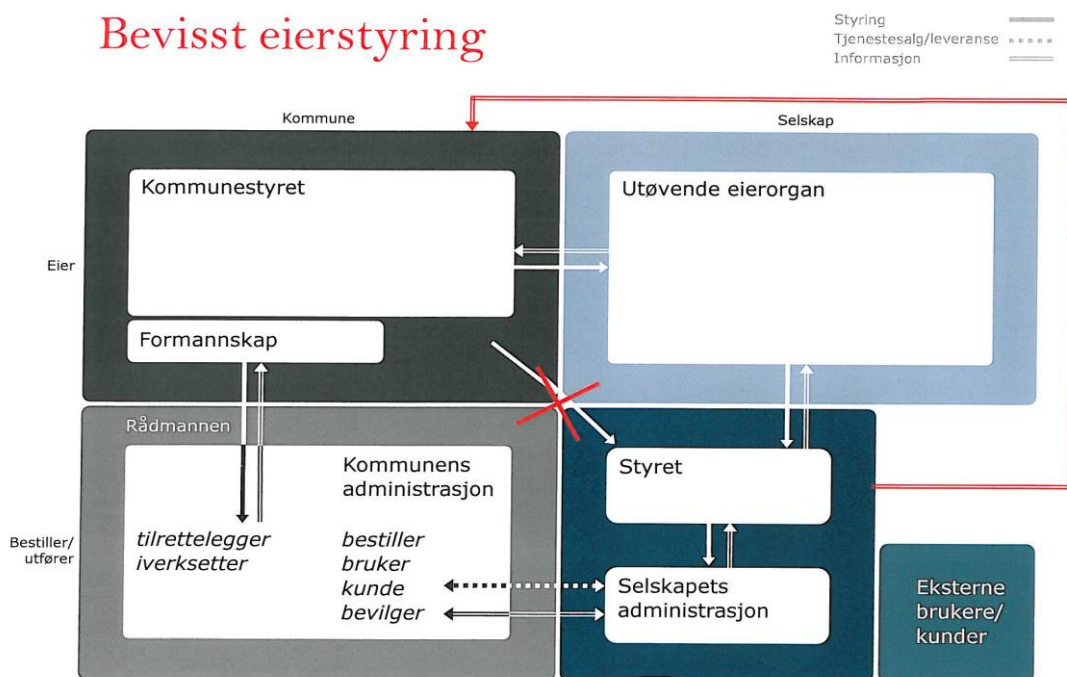 Bevisst eierstyring
Styring
Tjenestesalg/leveranse
Informasjon
Kommune
Selskap
Kommunestyret
Utøvende eierorgan
Eier
Formannskap
Rådmannen
Kommunens
administrasjon
Styret
Bestiller/
utfører
tilrettelegger
iverksetter
bestiller
bruker
kunde
bevilger
Selskapets
administrasjon
Eksterne
brukere/
kunder